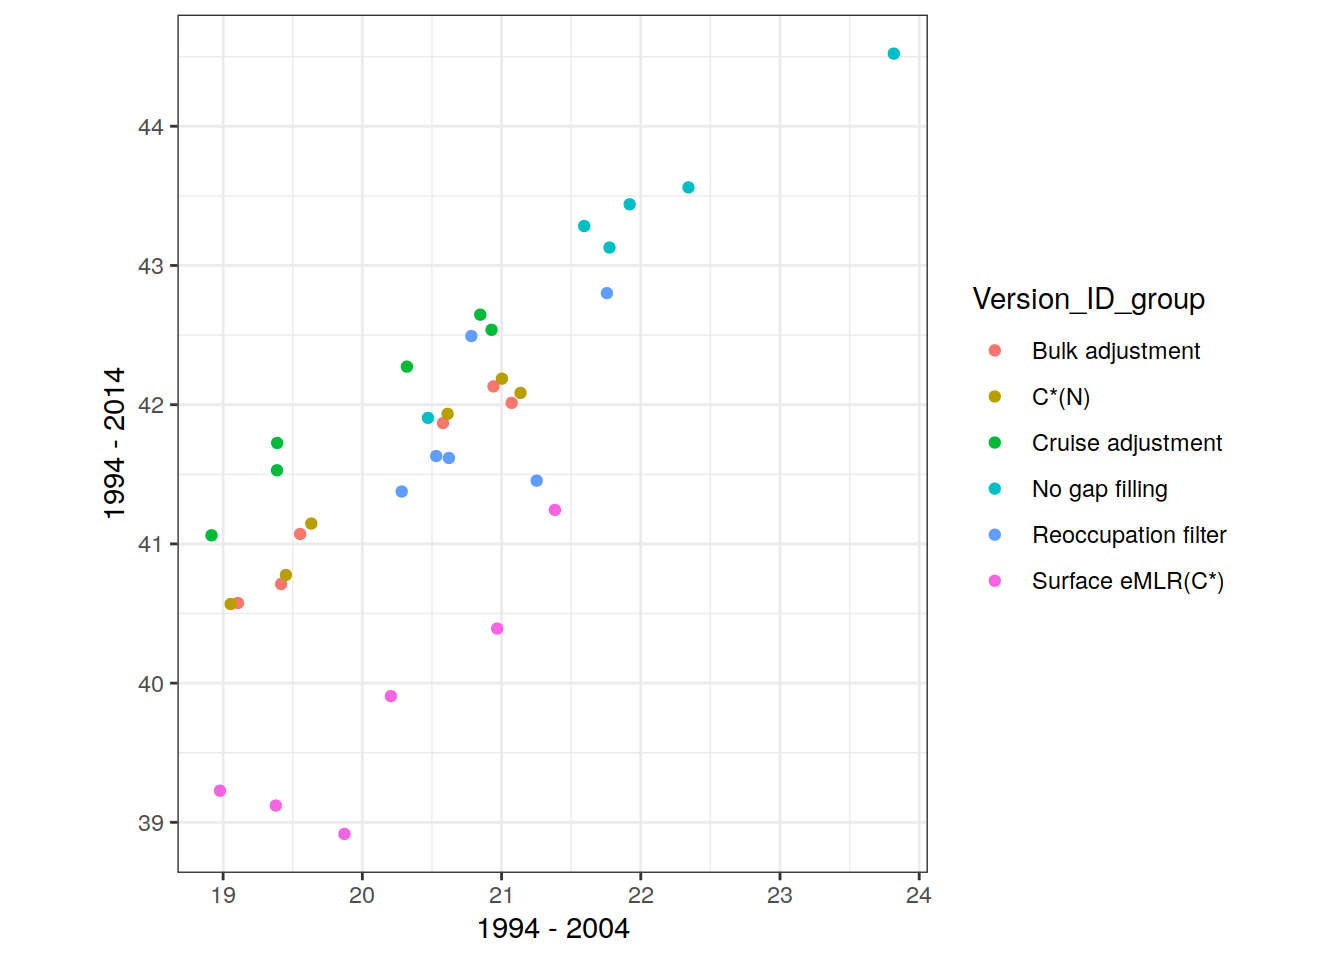 44
43
42
41
40
39
1994 - 2014
19 20 21 22 23 24
1994 - 2004
Version_ID_group
Bulk adjustment
C*(N)
Cruise adjustment
No gap filling
Reoccupation filter
Surface eMLR(C*)